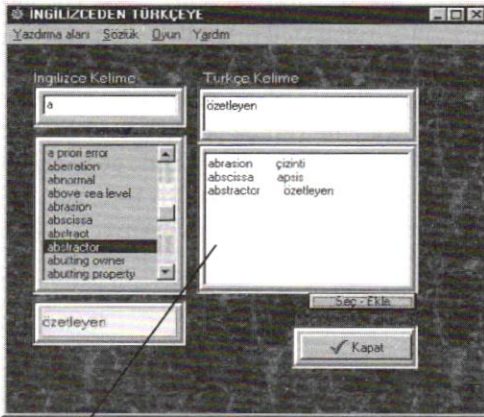 İNGİLİZCEDEN TÜRKÇEYE
Yazdırma alanı Sözlük Oyun Yardım
İngilizce Kelime
Türkçe Kelime
a
özetleyen
a priori error
aberration
abnormal
above sea level
abrasion
abscissa
abstract
abstractor
abutting owner
abutting property
abrasion çizinti
abscissa apsis
abstractor özetleyen
Seç - Ekle
özetleyen
Kapat